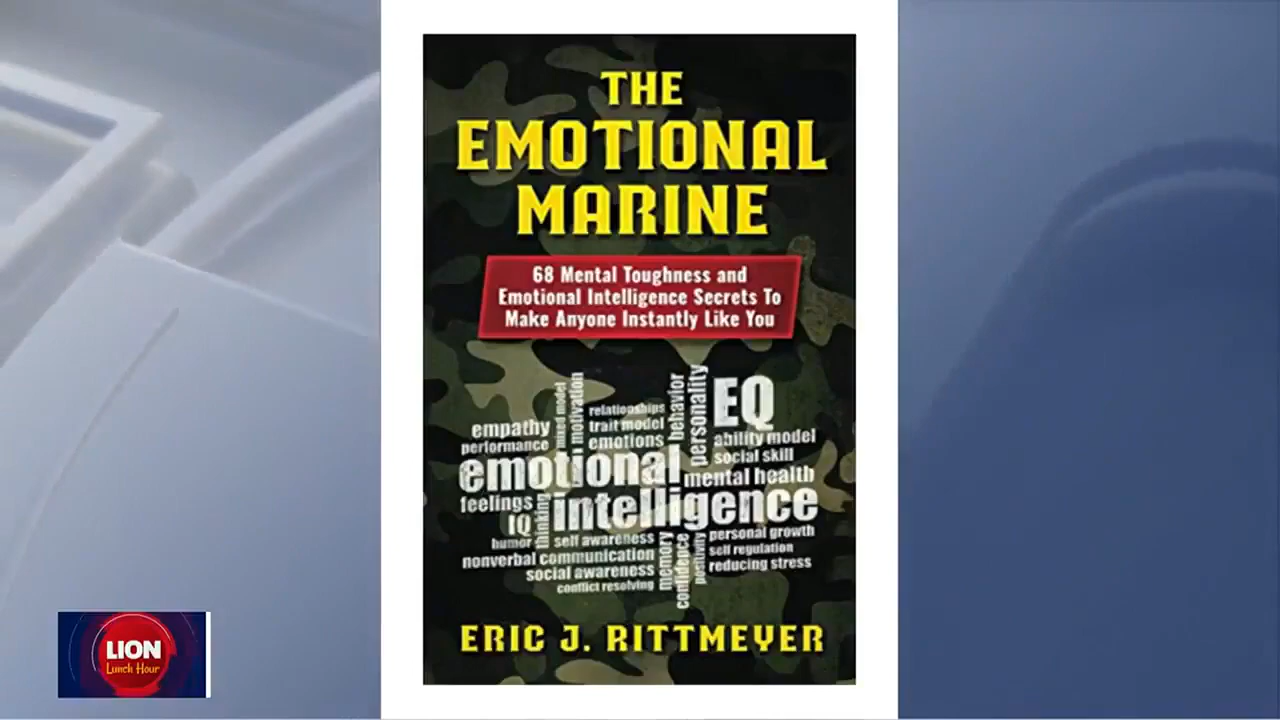 THE
EMOTIONAL
MARINE
68 Mental Toughness and
Emotional Intelligence Secrets To
Make Anyone Instantly Like You
EQ
personality
behavior
motivation
mixed model
relationships
trait model
emotions
empathy
performance
ability model
social skill
emotional
mental health
feelings
intelligence
IQ
thinking
humor
self awareness
personal growth
nonverbal communication
self regulation
social awareness
reducing stress
conflict resolving
memory
confidence
positivity
ERIC J. RITTMEYER
LION
Lunch Hour